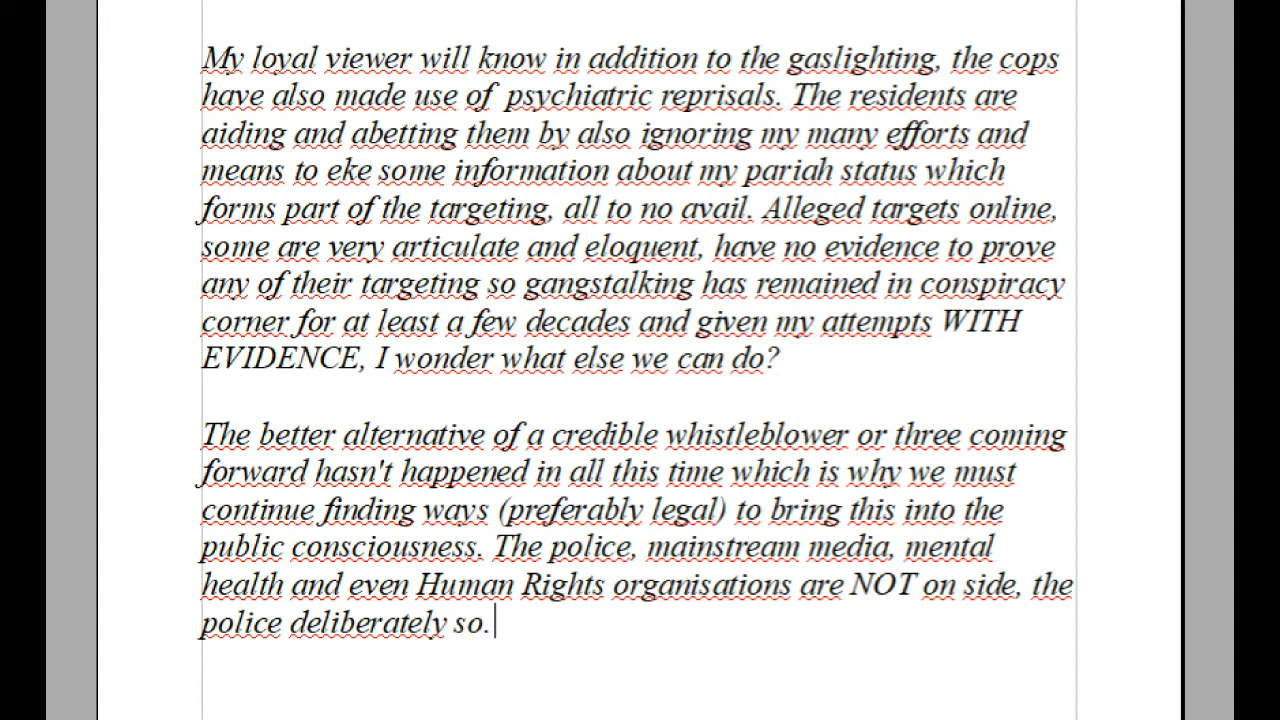 My loyal viewer will know in addition to the gaslighting, the cops
have also made use of  psychiatric reprisals. The residents are
aiding and abetting them by also ignoring my many efforts and
means to eke some information about my pariah status which
forms part of the targeting, all to no avail. Alleged targets online,
some are very articulate and eloquent, have no evidence to prove
any of their targeting so gangstalking has remained in conspiracy
corner for at least a few decades and given my attempts WITH
EVIDENCE, I wonder what else we can do?
The better alternative of a credible whistleblower or three coming
forward hasn't happened in all this time which is why we must
continue finding ways (preferably legal) to bring this into the
public consciousness. The police, mainstream media, mental
health and even Human Rights organisations are NOT on side, the
police deliberately so.